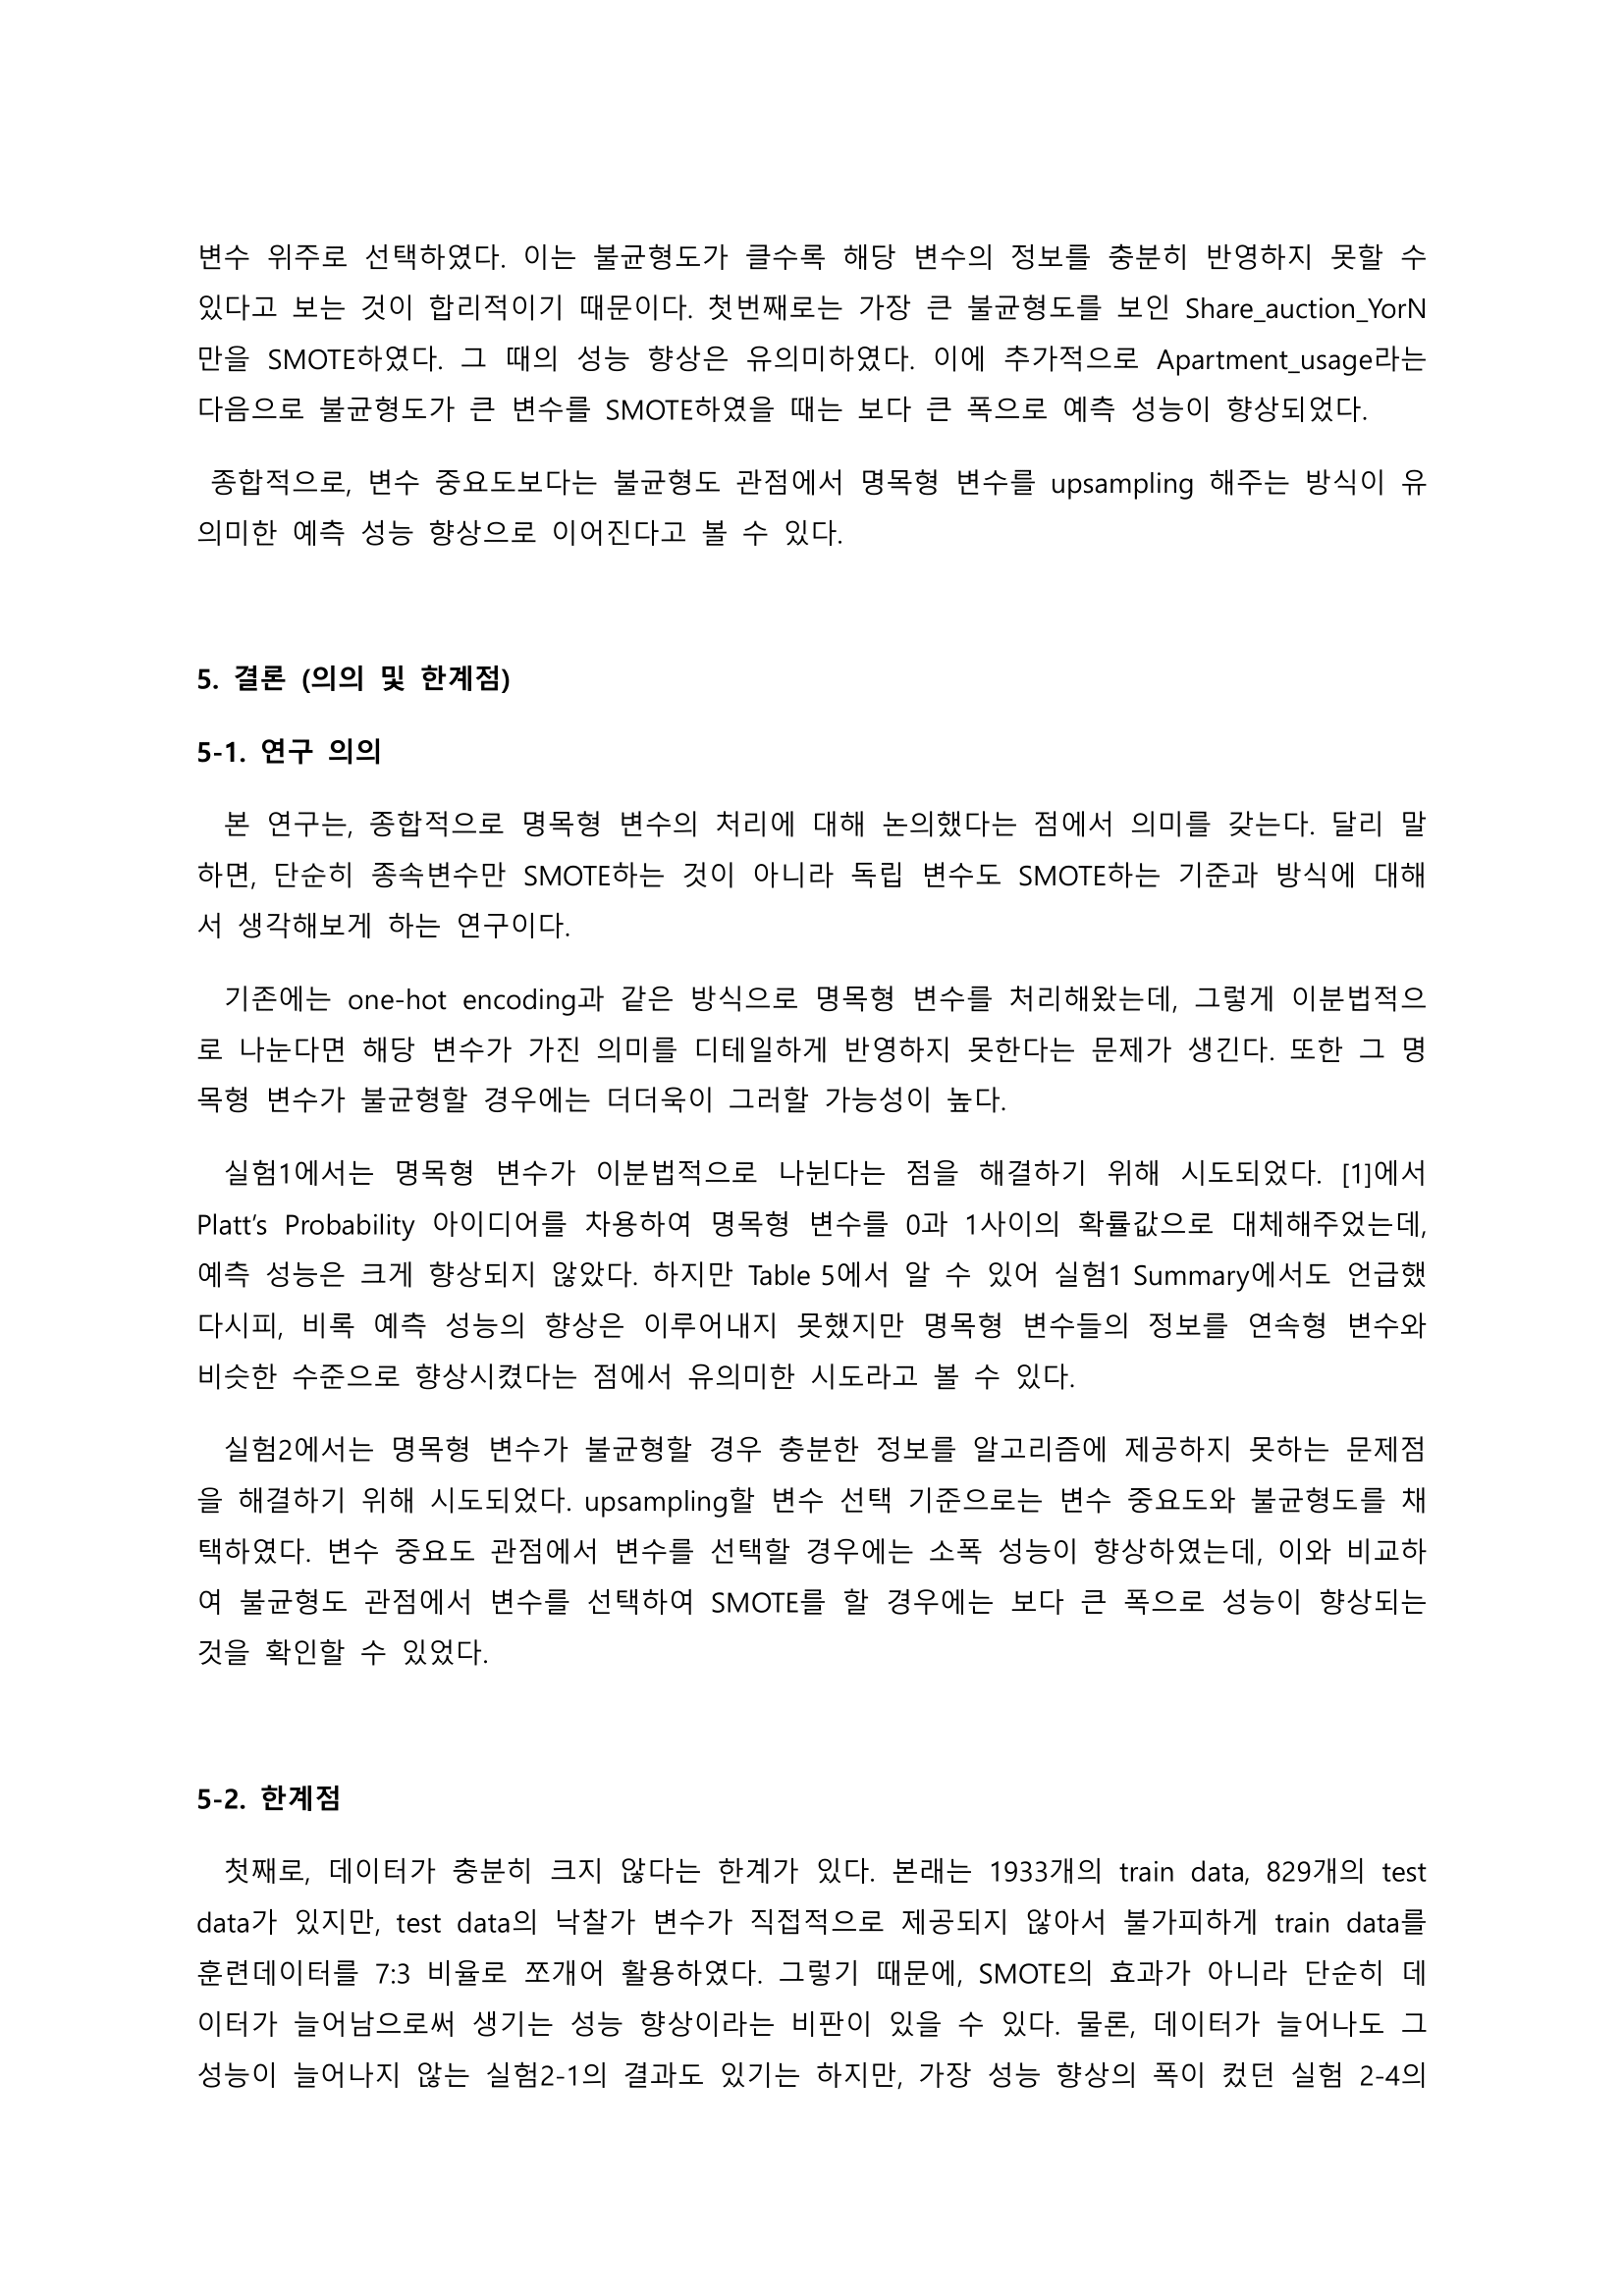 변수 위주로 선택하였다. 이는 불균형도가 클수록 해당 변수의 정보를 충분히 반영하지 못할 수
있다고 보는 것이 합리적이기 때문이다. 첫번째로는 가장 큰 불균형도를 보인 Share_auction_YorN
만을 SMOTE하였다. 그 때의 성능 향상은 유의미하였다. 이에 추가적으로 Apartment_usage라는
다음으로 불균형도가 큰 변수를 SMOTE하였을 때는 보다 큰 폭으로 예측 성능이 향상되었다.
종합적으로, 변수 중요도보다는 불균형도 관점에서 명목형 변수를 upsampling 해주는 방식이 유
의미한 예측 성능 향상으로 이어진다고 볼 수 있다.
5. 결론 (의의 및 한계점)
5-1. 연구 의의
본 연구는, 종합적으로 명목형 변수의 처리에 대해 논의했다는 점에서 의미를 갖는다. 달리 말
하면, 단순히 종속변수만 SMOTE하는 것이 아니라 독립 변수도 SMOTE하는 기준과 방식에 대해
서 생각해보게 하는 연구이다.
기존에는 one-hot encoding과 같은 방식으로 명목형 변수를 처리해왔는데, 그렇게 이분법적으
로 나눈다면 해당 변수가 가진 의미를 디테일하게 반영하지 못한다는 문제가 생긴다. 또한 그 명
목형 변수가 불균형할 경우에는 더더욱이 그러할 가능성이 높다.
실험1에서는 명목형 변수가 이분법적으로 나뉜다는 점을 해결하기 위해 시도되었다. [1]에서
Platt’s Probability 아이디어를 차용하여 명목형 변수를 0과 1사이의 확률값으로 대체해주었는데,
예측 성능은 크게 향상되지 않았다. 하지만 Table 5에서 알 수 있어 실험1 Summary에서도 언급했
다시피, 비록 예측 성능의 향상은 이루어내지 못했지만 명목형 변수들의 정보를 연속형 변수와
비슷한 수준으로 향상시켰다는 점에서 유의미한 시도라고 볼 수 있다.
실험2에서는 명목형 변수가 불균형할 경우 충분한 정보를 알고리즘에 제공하지 못하는 문제점
을 해결하기 위해 시도되었다. upsampling할 변수 선택 기준으로는 변수 중요도와 불균형도를 채
택하였다. 변수 중요도 관점에서 변수를 선택할 경우에는 소폭 성능이 향상하였는데, 이와 비교하
여 불균형도 관점에서 변수를 선택하여 SMOTE를 할 경우에는 보다 큰 폭으로 성능이 향상되는
것을 확인할 수 있었다.
5-2. 한계점
첫째로, 데이터가 충분히 크지 않다는 한계가 있다. 본래는 1933개의 train data, 829개의 test
data가 있지만, test data의 낙찰가 변수가 직접적으로 제공되지 않아서 불가피하게 train data를
훈련데이터를 7:3 비율로 쪼개어 활용하였다. 그렇기 때문에, SMOTE의 효과가 아니라 단순히 데
이터가 늘어남으로써 생기는 성능 향상이라는 비판이 있을 수 있다. 물론, 데이터가 늘어나도 그
성능이 늘어나지 않는 실험2-1의 결과도 있기는 하지만, 가장 성능 향상의 폭이 컸던 실험 2-4의